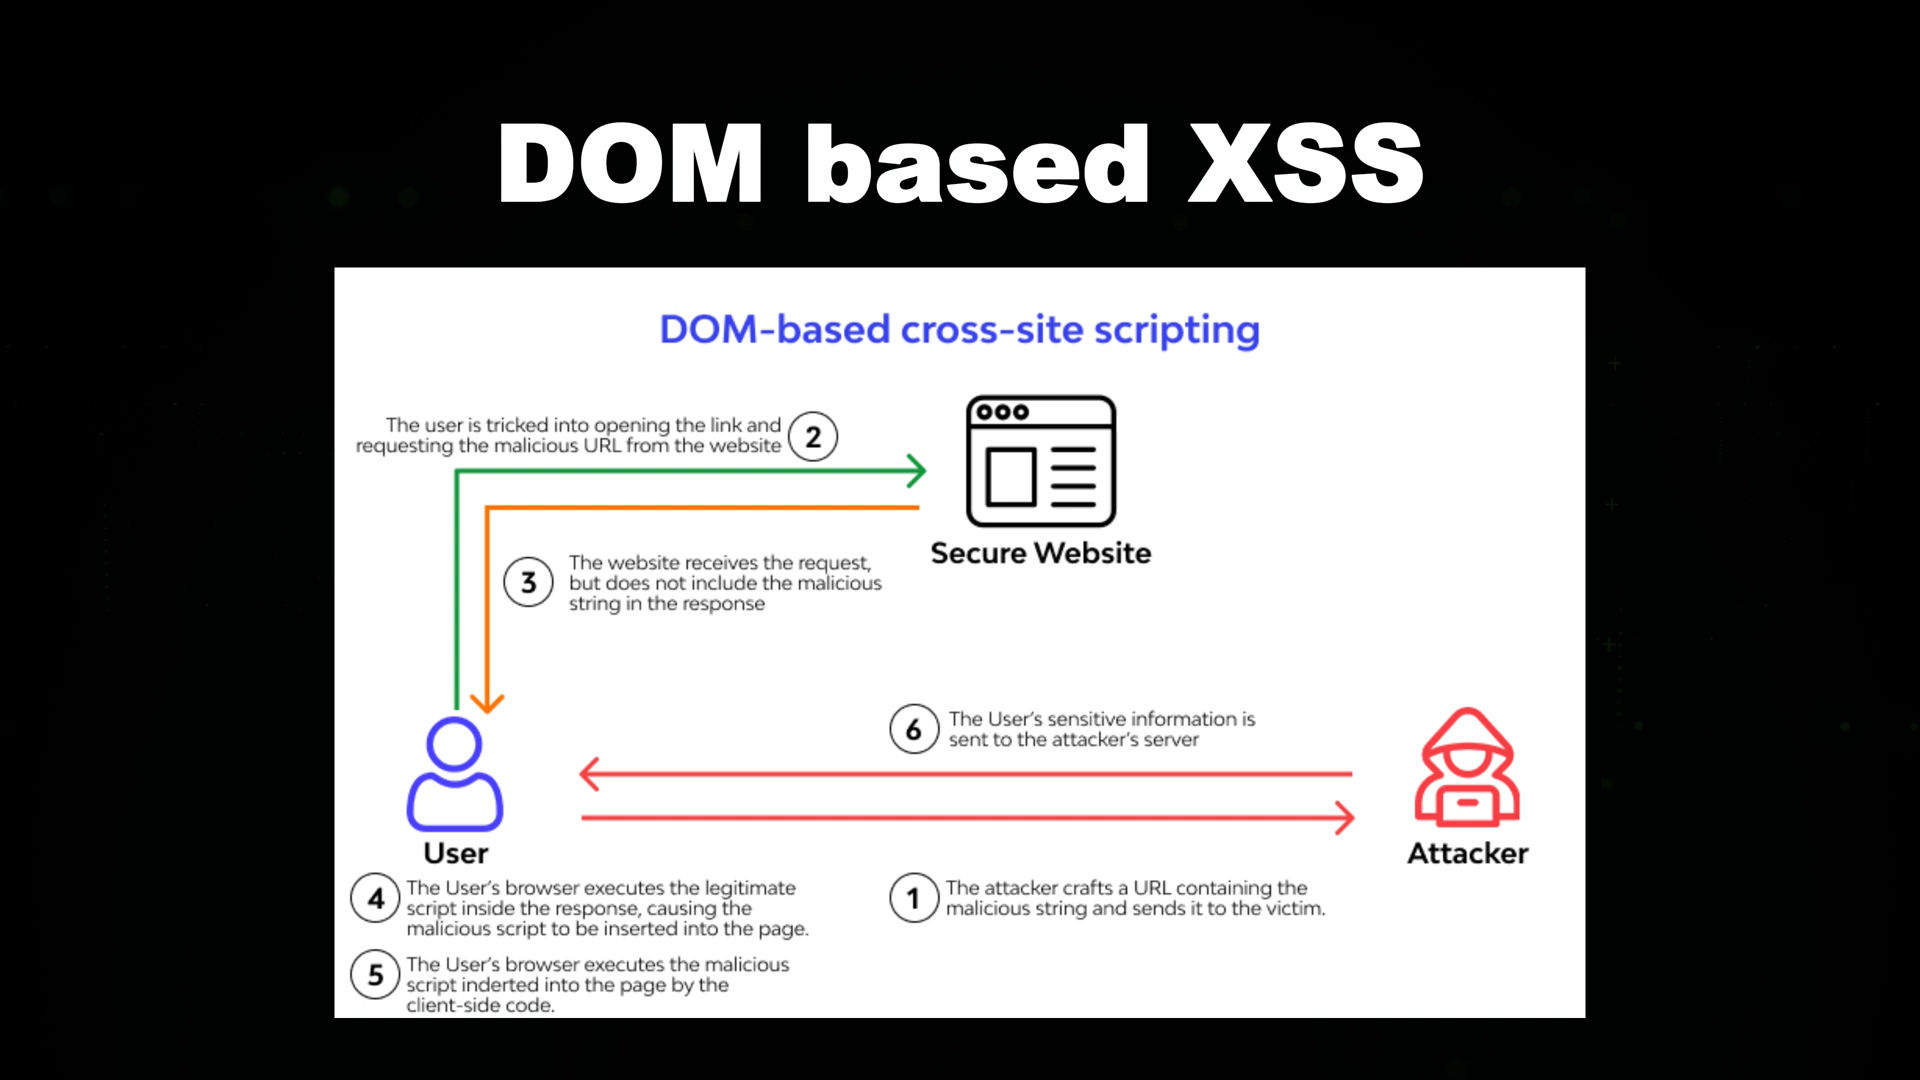 DOM based XSS
DOM-based cross-site scripting
The user is tricked into opening the link and
requesting the malicious URL from the website
2
Secure Website
3
The website receives the request,
but does not include the malicious
string in the response
6
The User's sensitive information is
sent to the attacker's server
User
Attacker
4
The User's browser executes the legitimate
script inside the response, causing the
malicious script to be inserted into the page.
1
The attacker crafts a URL containing the
malicious string and sends it to the victim.
5
The User's browser executes the malicious
script inderted into the page by the
client-side code.